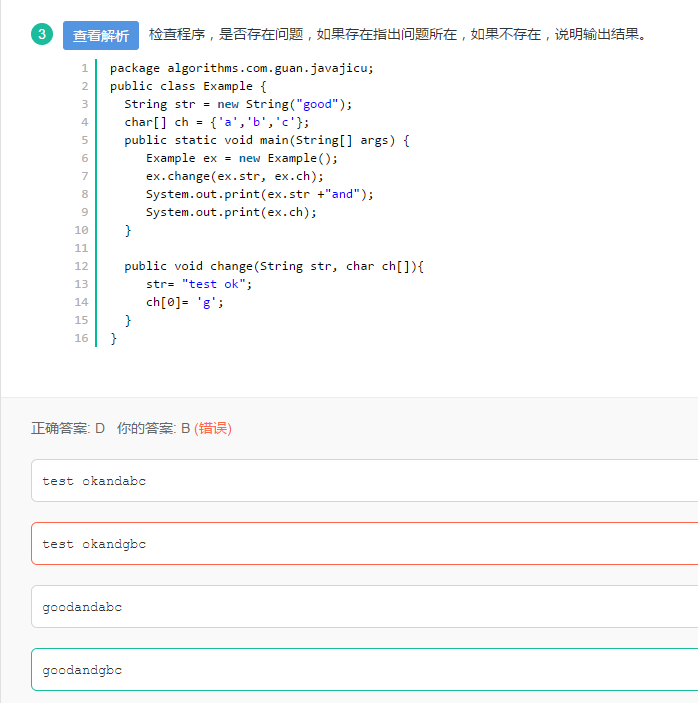 3 查看解析 检查程序，是否存在问题，如果存在指出问题所在，如果不存在，说明输出结果。
1 package algorithms.com.guan.javajicu;
2 public class Example {
3 String str = new String("good");
4 char[] ch = {'a','b','c'};
5 public static void main(String[] args) {
6 Example ex = new Example();
7 ex.change(ex.str, ex.ch);
8 System.out.print(ex.str +"and");
9 System.out.print(ex.ch);
10 }
11
12 public void change(String str, char ch[]){
13 str= "test ok";
14 ch[0]= 'g';
15 }
16 }
正确答案: D 你的答案: B (错误)
test okandabc
test okandgbc
goodandabc
goodandgbc